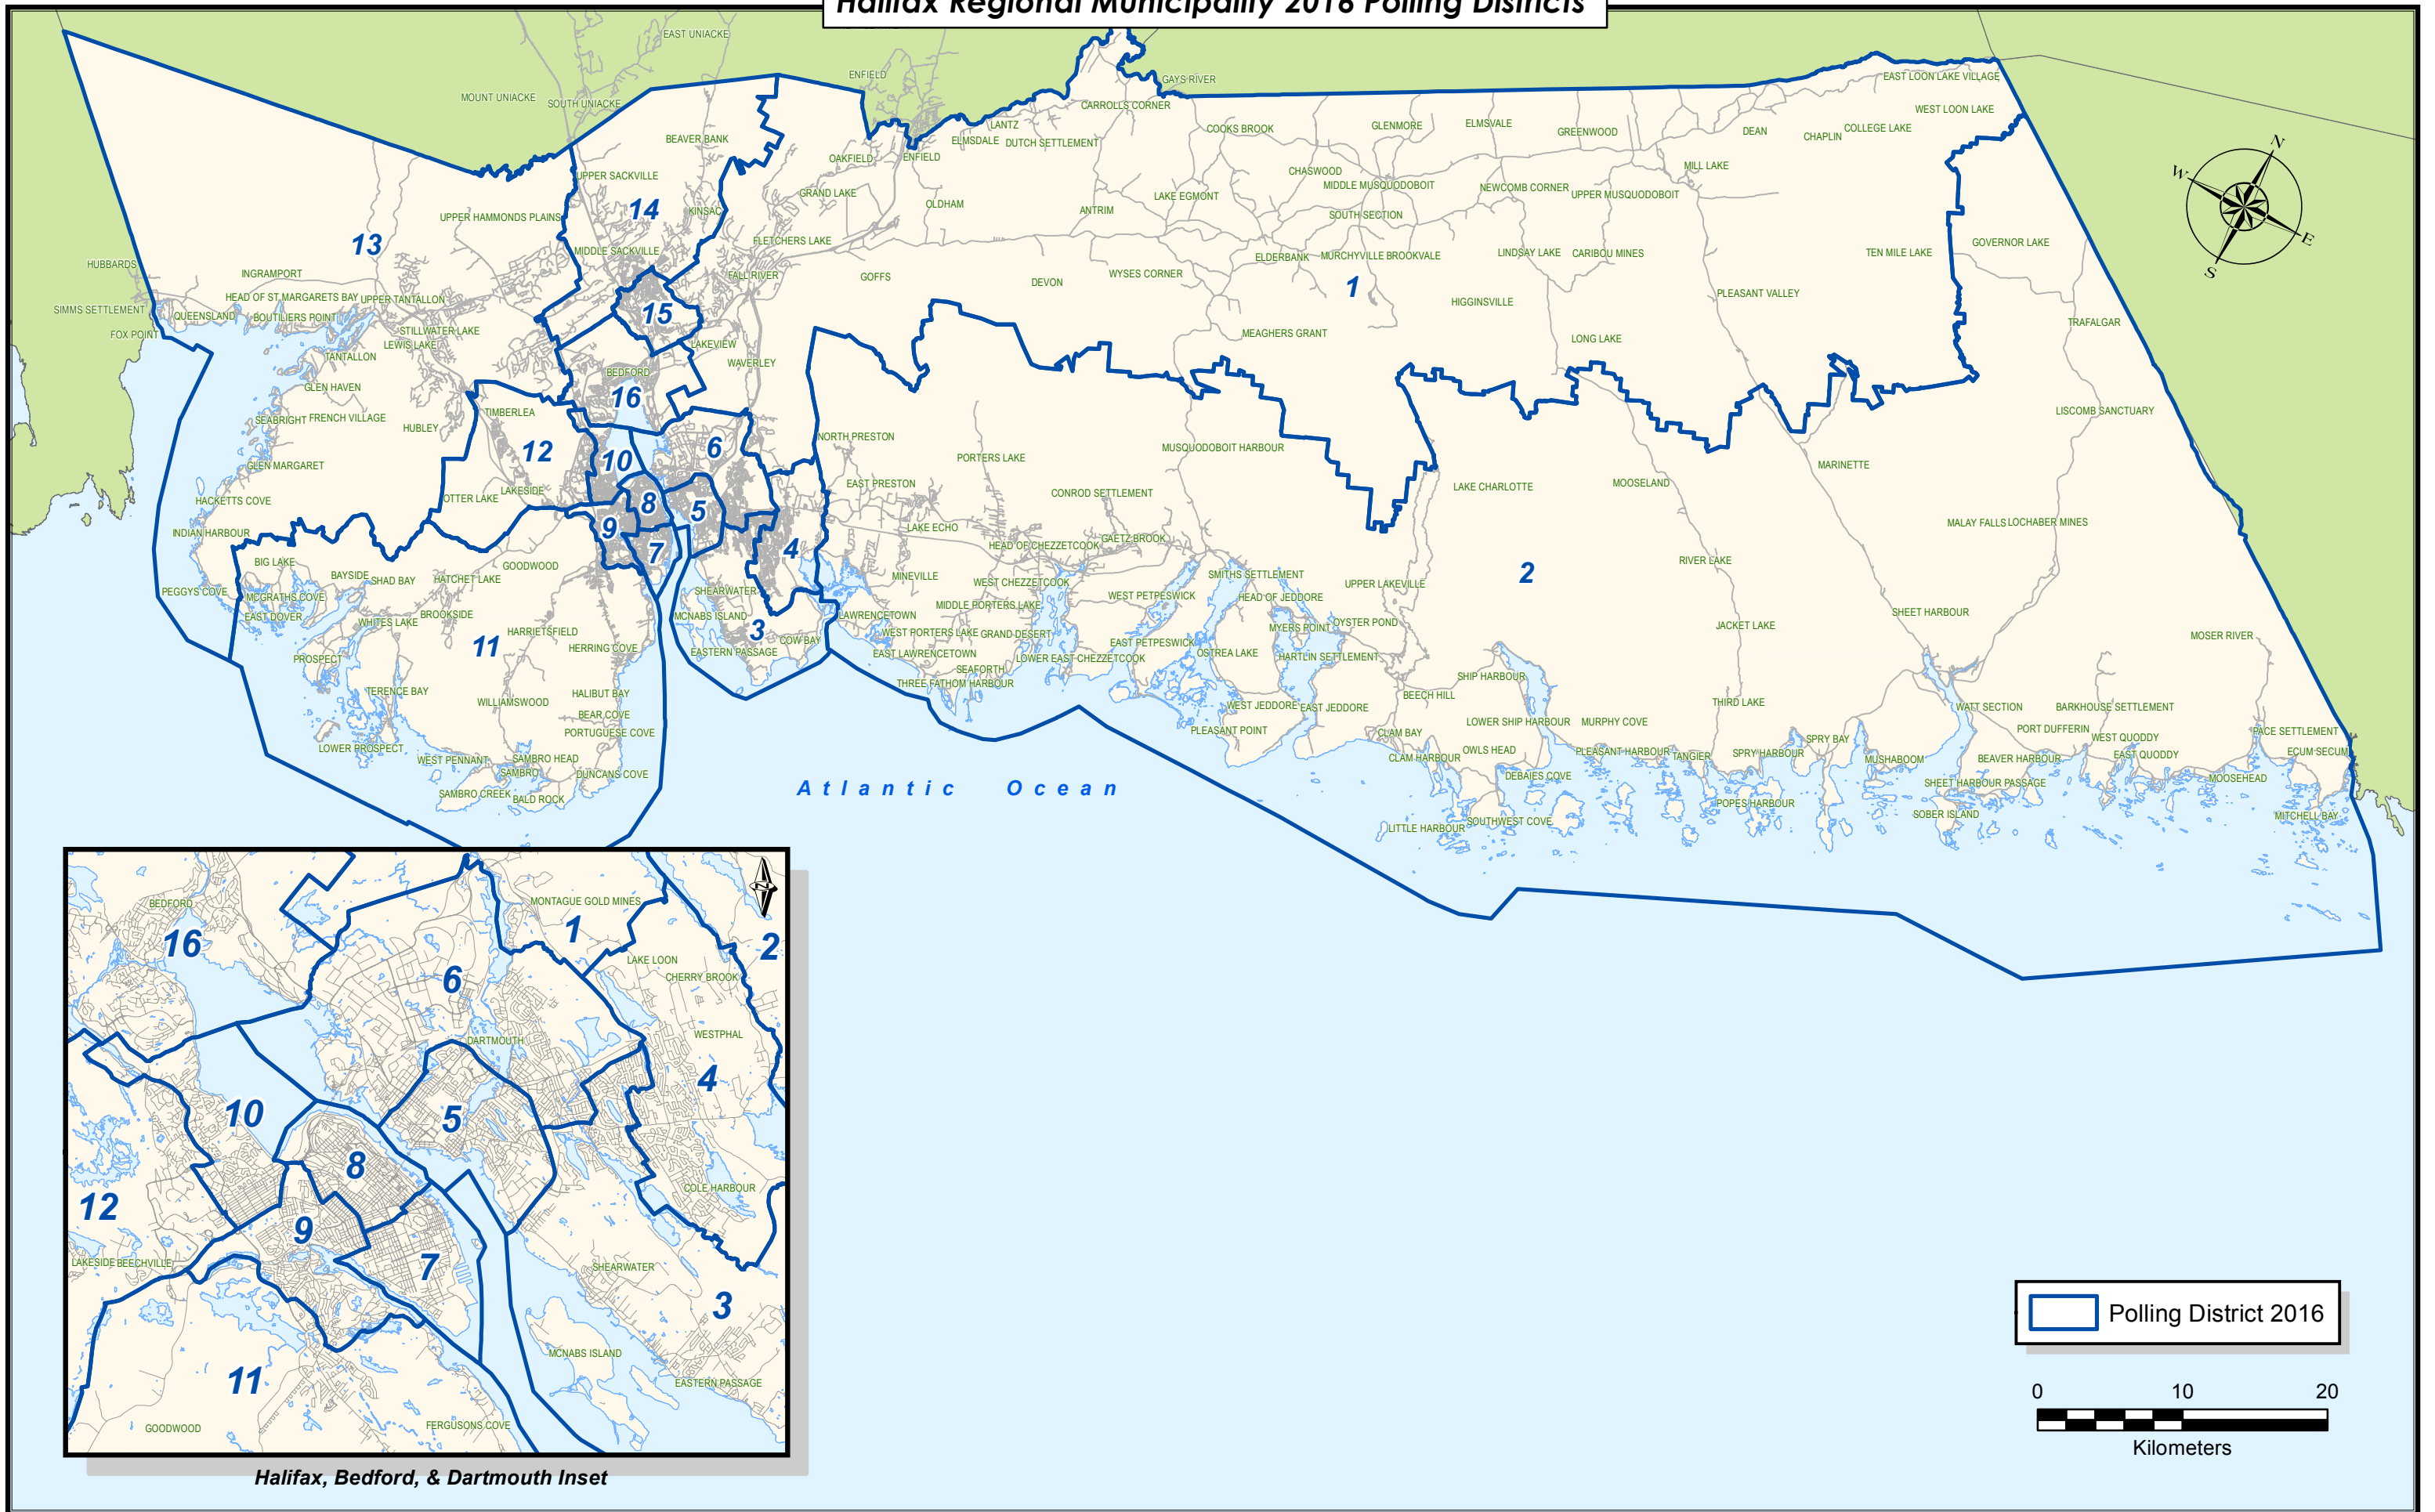 Halifax Regional Municipality 2016 Polling Districts
EAST UNIACKE
ENFIELD
GAYS RIVER
EAST LOON LAKE VILLAGE
MOUNT UNIACKE
SOUTH UNIACKE
CARROLLS CORNER
WEST LOON LAKE
LANTZ
COOKS BROOK
GLENMORE
ELMSVALE
GREENWOOD
DEAN
CHAPLIN
COLLEGE LAKE
BEAVER BANK
ELMSDALE
DUTCH SETTLEMENT
OAKFIELD
ENFIELD
N
W
E
S
UPPER SACKVILLE
CHASWOOD
MILL LAKE
MIDDLE MUSQUODOBOIT
NEWCOMB CORNER
UPPER MUSQUODOBOIT
GRAND LAKE
LAKE EGMONT
OLDHAM
ANTRIM
14
KINSAC
UPPER HAMMONDS PLAINS
SOUTH SECTION
13
FLETCHERS LAKE
GOVERNOR LAKE
MIDDLE SACKVILLE
ELDERBANK
MURCHYVILLE
BROOKVALE
LINDSAY LAKE
CARIBOU MINES
TEN MILE LAKE
HUBBARDS
INGRAMPORT
FALL RIVER
GOFFS
DEVON
WYSES CORNER
1
HEAD OF ST MARGARETS BAY
UPPER TANTALLON
HIGGINSVILLE
PLEASANT VALLEY
SIMMS SETTLEMENT
QUEENSLAND
BOUTILIERS POINT
15
TRAFALGAR
FOX POINT
STILLWATER LAKE
LEWIS LAKE
LAKEVIEW
MEAGHERS GRANT
LONG LAKE
TANTALLON
WAVERLEY
BEDFORD
GLEN HAVEN
16
SEABRIGHT
FRENCH VILLAGE
TIMBERLEA
LISCOMB SANCTUARY
HUBLEY
NORTH PRESTON
12
10
6
MUSQUODOBOIT HARBOUR
PORTERS LAKE
GLEN MARGARET
MARINETTE
EAST PRESTON
LAKE CHARLOTTE
MOOSELAND
HACKETTS COVE
OTTER LAKE
LAKESIDE
8
5
CONROD SETTLEMENT
INDIAN HARBOUR
9
LAKE ECHO
MALAY FALLS
LOCHABER MINES
7
4
HEAD OF CHEZZETCOOK
GAETZ BROOK
BIG LAKE
GOODWOOD
BAYSIDE
SHAD BAY
HATCHET LAKE
MINEVILLE
WEST CHEZZETCOOK
SMITHS SETTLEMENT
UPPER LAKEVILLE
2
RIVER LAKE
PEGGYS COVE
MCGRATHS COVE
SHEARWATER
WEST PETPESWICK
HEAD OF JEDDORE
EAST DOVER
BROOKSIDE
WHITES LAKE
MCNABS ISLAND
MIDDLE PORTERS LAKE
LAWRENCETOWN
SHEET HARBOUR
11
HARRIETSFIELD
3
COW BAY
WEST PORTERS LAKE
GRAND DESERT
MYERS POINT
OYSTER POND
JACKET LAKE
MOSER RIVER
HERRING COVE
EASTERN PASSAGE
EAST LAWRENCETOWN
EAST PETPESWICK
OSTREA LAKE
HARTLIN SETTLEMENT
PROSPECT
LOWER EAST CHEZZETCOOK
SEAFORTH
SHIP HARBOUR
THREE FATHOM HARBOUR
TERENCE BAY
WILLIAMSWOOD
HALIBUT BAY
BEECH HILL
THIRD LAKE
BEAR COVE
WEST JEDDORE
EAST JEDDORE
WATT SECTION
BARKHOUSE SETTLEMENT
PORTUGUESE COVE
PLEASANT POINT
CLAM BAY
LOWER SHIP HARBOUR
MURPHY COVE
PORT DUFFERIN
PACE SETTLEMENT
LOWER PROSPECT
WEST QUODDY
SPRY BAY
WEST PENNANT
SAMBRO HEAD
CLAM HARBOUR
OWLS HEAD
PLEASANT HARBOUR
TANGIER
SPRY HARBOUR
MUSHABOOM
BEAVER HARBOUR
EAST QUODDY
ECUM SECUM
SAMBRO
DUNCANS COVE
DEBAIES COVE
SHEET HARBOUR PASSAGE
MOOSEHEAD
Atlantic Ocean
SAMBRO CREEK
BALD ROCK
POPES HARBOUR
SOBER ISLAND
MITCHELL BAY
LITTLE HARBOUR
SOUTHWEST COVE
N
BEDFORD
MONTAGUE GOLD MINES
16
1
2
LAKE LOON
6
CHERRY BROOK
DARTMOUTH
WESTPHAL
4
10
5
8
12
COLE HARBOUR
9
LAKESIDE
BEECHVILLE
7
SHEARWATER
3
11
MCNABS ISLAND
EASTERN PASSAGE
GOODWOOD
FERGUSONS COVE
Halifax, Bedford, & Dartmouth Inset
Polling District 2016
0 10 20
Kilometers